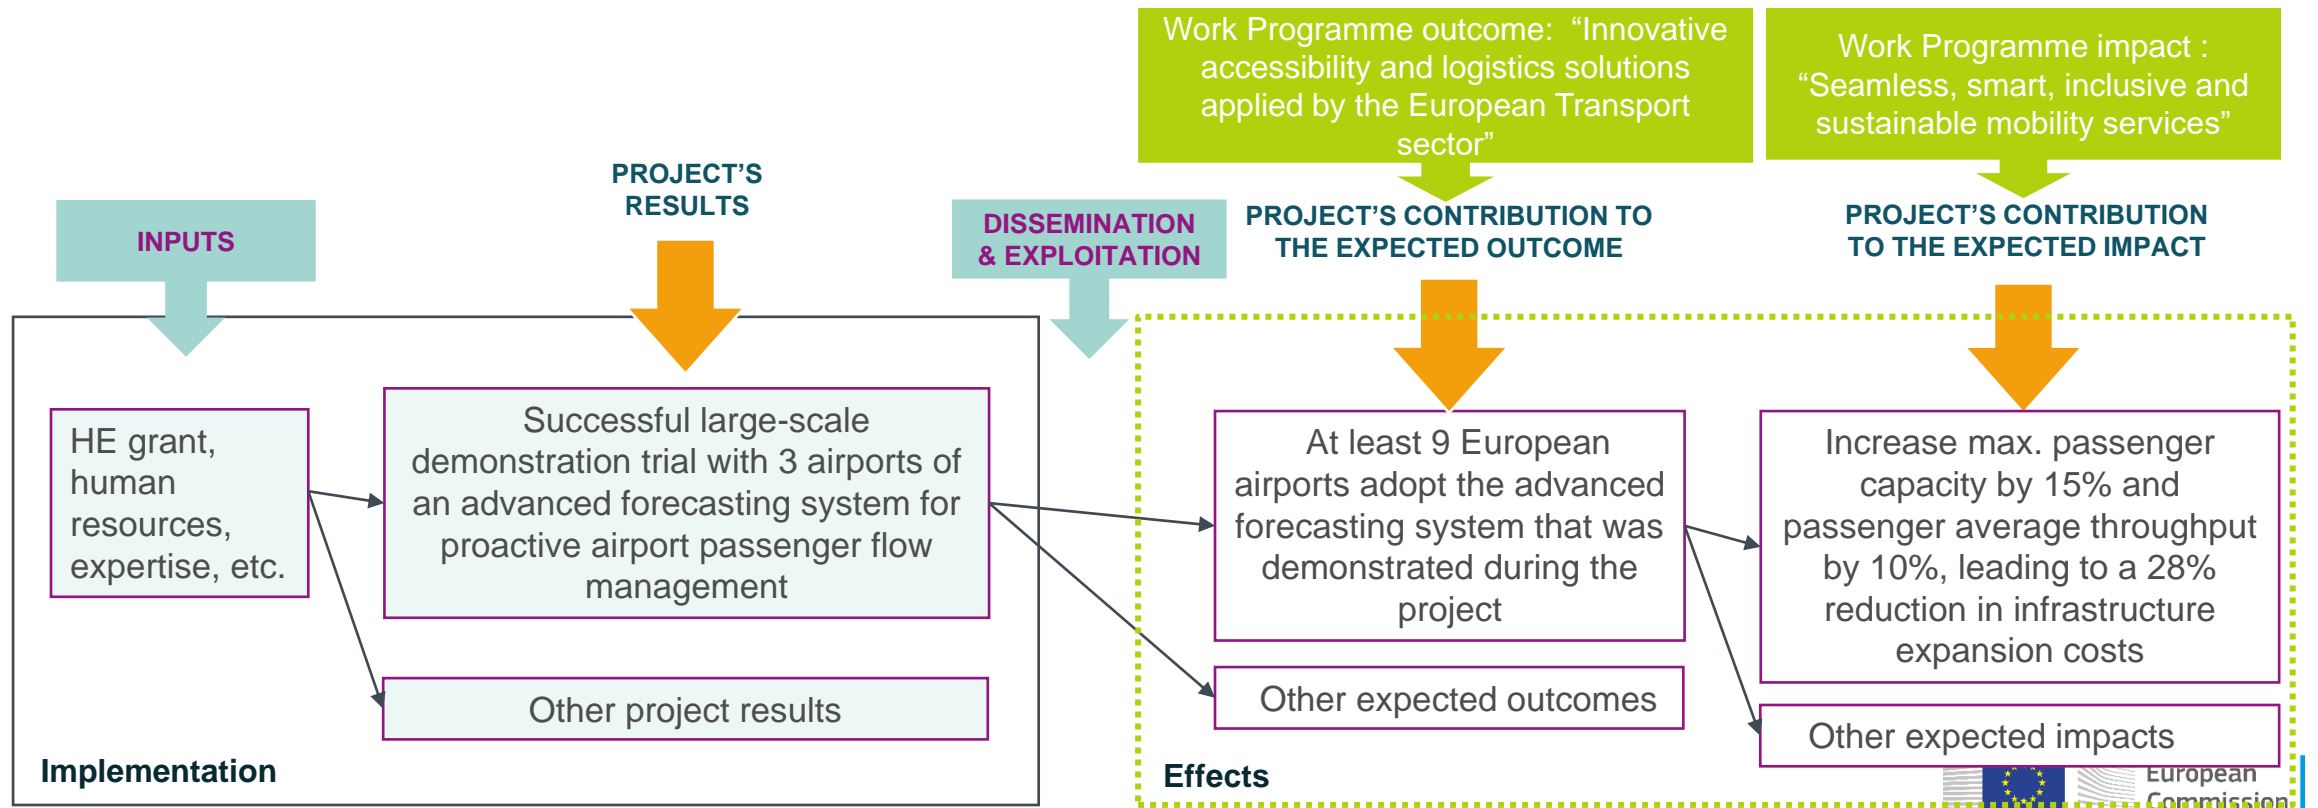 Work Programme outcome:  “Innovative
accessibility and logistics solutions
applied by the European Transport
sector”
Work Programme impact :
“Seamless, smart, inclusive and
sustainable mobility services”
INPUTS
PROJECT’S
RESULTS
DISSEMINATION
& EXPLOITATION
PROJECT’S CONTRIBUTION TO
THE EXPECTED OUTCOME
PROJECT’S CONTRIBUTION
TO THE EXPECTED IMPACT
HE grant,
human
resources,
expertise, etc.
Successful large-scale
demonstration trial with 3 airports of
an advanced forecasting system for
proactive airport passenger flow
management
Other project results
Implementation
At least 9 European
airports adopt the advanced
forecasting system that was
demonstrated during the
project
Other expected outcomes
Increase max. passenger
capacity by 15% and
passenger average throughput
by 10%, leading to a 28%
reduction in infrastructure
expansion costs
Other expected impacts
Effects
European
Commission